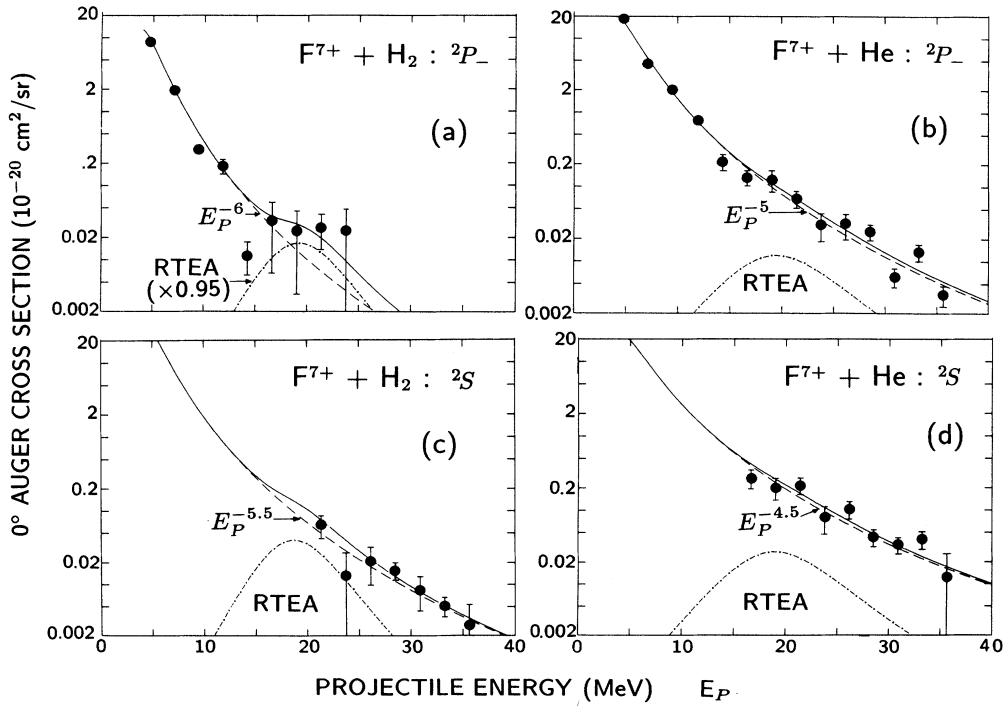 0° AUGER CROSS SECTION (10⁻²⁰ cm²/sr)
20
2
.2
0.02
0.002
F⁷⁺ + H₂ : ²P₋
(a)
E_P⁻⁶
RTEA
(×0.95)
20
2
0.2
0.02
0.002
F⁷⁺ + He : ²P₋
(b)
E_P⁻⁵
RTEA
20
2
0.2
0.02
0.002
F⁷⁺ + H₂ : ²S
(c)
E_P⁻⁵·⁵
RTEA
0 10 20 30 40
20
2
0.2
0.02
0.002
F⁷⁺ + He : ²S
(d)
E_P⁻⁴·⁵
RTEA
0 10 20 30 40
PROJECTILE ENERGY (MeV) E_P